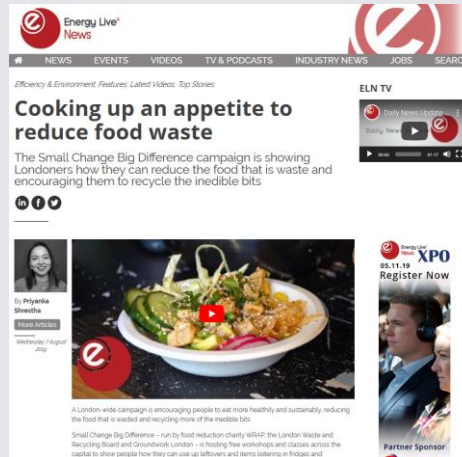 Energy Live
News
NEWS EVENTS VIDEOS TV & PODCASTS INDUSTRY NEWS JOBS SEARC
Efficiency & Environment, Features, Latest Videos, Top Stories
Cooking up an appetite to
reduce food waste
The Small Change Big Difference campaign is showing
Londoners how they can reduce the food that is waste and
encouraging them to recycle the inedible bits
ELN TV
Daily News Update
By Priyanka
Shrestha
More Articles
Wednesday 7 August
2019
A London-wide campaign is encouraging people to eat more healthily and sustainably, reducing
the food that is wasted and recycling more of the inedible bits.
Small Change Big Difference – run by food reduction charity WRAP, the London Waste and
Recycling Board and Groundwork London – is hosting free workshops and classes across the
capital to show people how they can use up leftovers and items loitering in fridges and
Energy Live
News XPO
05.11.19
Register Now
Partner Sponsor